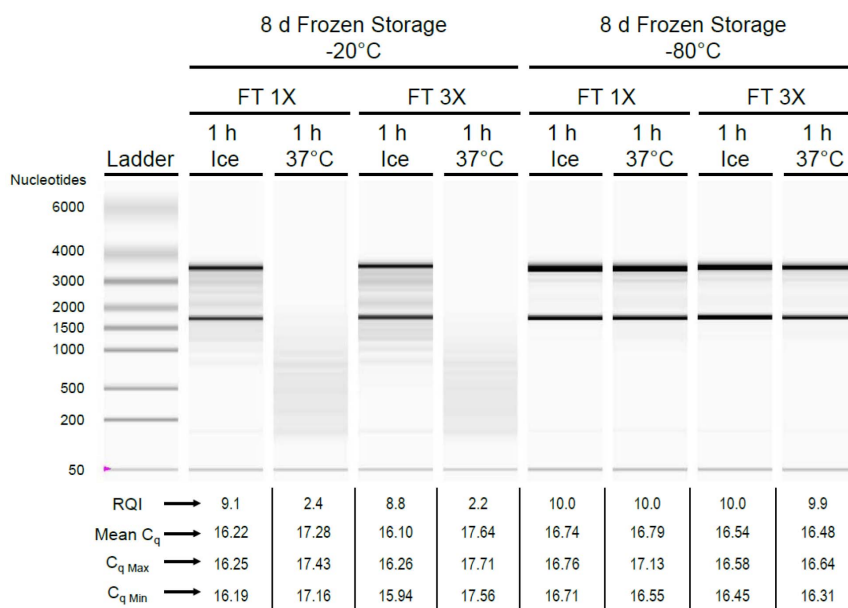 8 d Frozen Storage 8 d Frozen Storage
-20°C -80°C
FT 1X FT 3X FT 1X FT 3X
1 h 1 h 1 h 1 h 1 h 1 h 1 h 1 h
Ladder Ice 37°C Ice 37°C Ice 37°C Ice 37°C
Nucleotides
6000
4000
3000
2000
1500
1000
500
200
50
RQI 9.1 2.4 8.8 2.2 10.0 10.0 10.0 9.9
Mean Cq 16.22 17.28 16.10 17.64 16.74 16.79 16.54 16.48
Cq Max 16.25 17.43 16.26 17.71 16.76 17.13 16.58 16.64
Cq Min 16.19 17.16 15.94 17.56 16.71 16.55 16.45 16.31